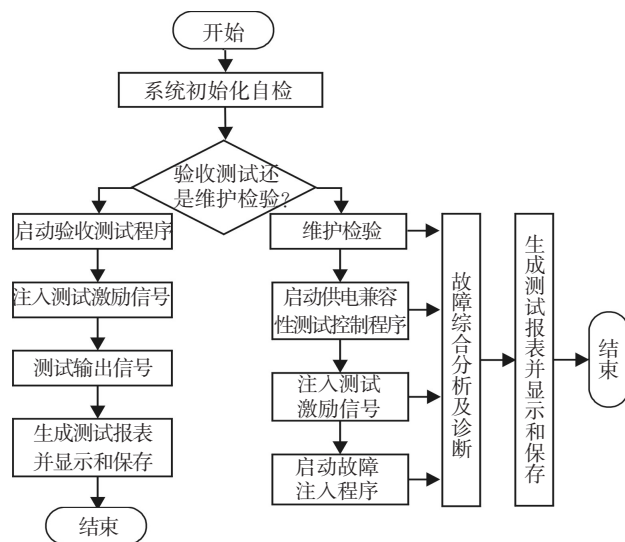 开始
系统初始化自检
验收测试还
是维护检验?
启动验收测试程序
注入测试激励信号
测试输出信号
生成测试报表
并显示和保存
结束
维护检验
启动供电兼容
性测试控制程序
注入测试
激励信号
启动故障
注入程序
故障综合分析及诊断
生成测试报表并显示和保存
结束